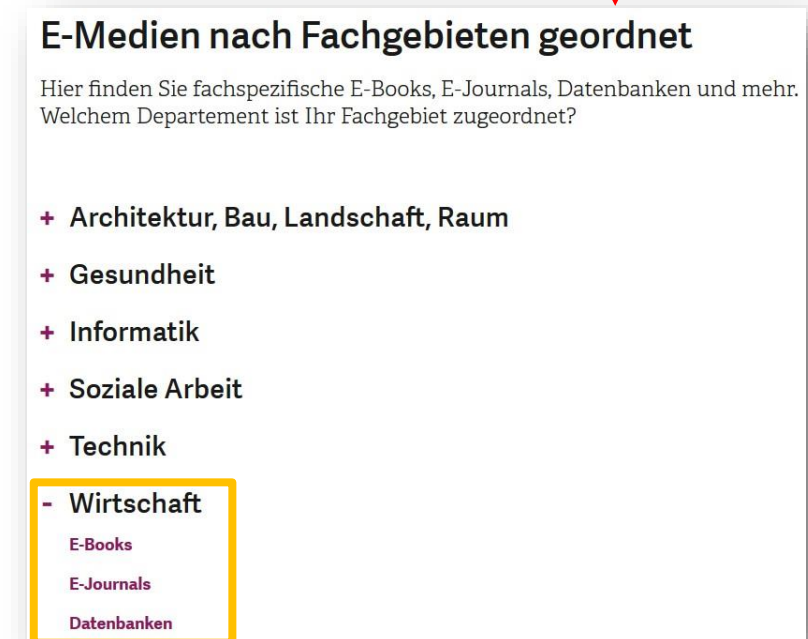 E-Medien nach Fachgebieten geordnet
Hier finden Sie fachspezifische E-Books, E-Journals, Datenbanken und mehr.
Welchem Departement ist Ihr Fachgebiet zugeordnet?
+ Architektur, Bau, Landschaft, Raum
+ Gesundheit
+ Informatik
+ Soziale Arbeit
+ Technik
- Wirtschaft
E-Books
E-Journals
Datenbanken